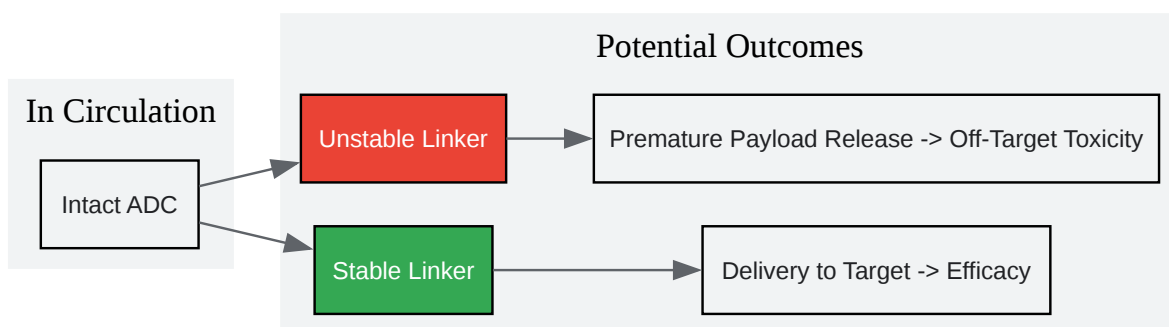 Potential Outcomes
In Circulation
Unstable Linker
Premature Payload Release -> Off-Target Toxicity
Intact ADC
Stable Linker
Delivery to Target -> Efficacy